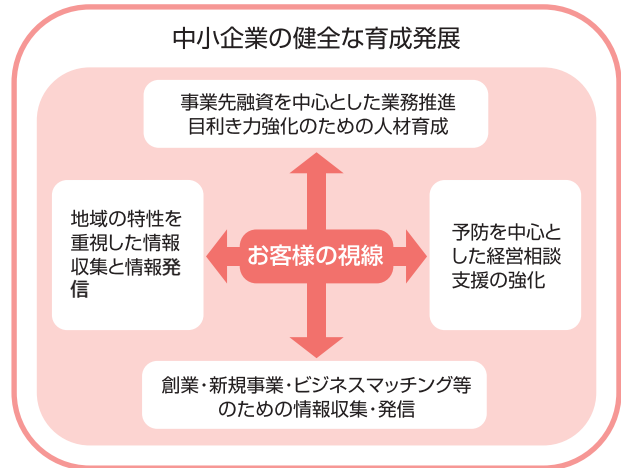 中小企業の健全な育成発展
事業先融資を中心とした業務推進
目利き力強化のための人材育成
地域の特性を
重視した情報
収集と情報発
信
お客様の視線
予防を中心と
した経営相談
支援の強化
創業・新規事業・ビジネスマッチング等
のための情報収集・発信